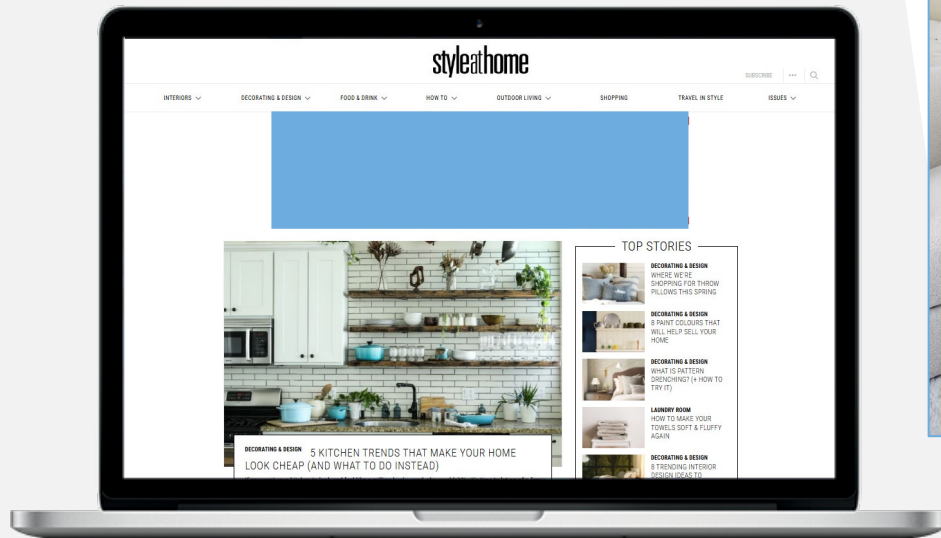 styleathome
SUBSCRIBE
INTERIORS
DECORATING & DESIGN
FOOD & DRINK
HOW TO
OUTDOOR LIVING
SHOPPING
TRAVEL IN STYLE
ISSUES
DECORATING & DESIGN 5 KITCHEN TRENDS THAT MAKE YOUR HOME
LOOK CHEAP (AND WHAT TO DO INSTEAD)
TOP STORIES
DECORATING & DESIGN
WHERE WE'RE
SHOPPING FOR THROW
PILLOWS THIS SPRING
DECORATING & DESIGN
8 PAINT COLOURS THAT
WILL HELP SELL YOUR
HOME
DECORATING & DESIGN
WHAT IS PATTERN
DRENCHING? (+ HOW TO
TRY IT)
LAUNDRY ROOM
HOW TO MAKE YOUR
TOWELS SOFT & FLUFFY
AGAIN
DECORATING & DESIGN
8 TRENDING INTERIOR
DESIGN IDEAS TO